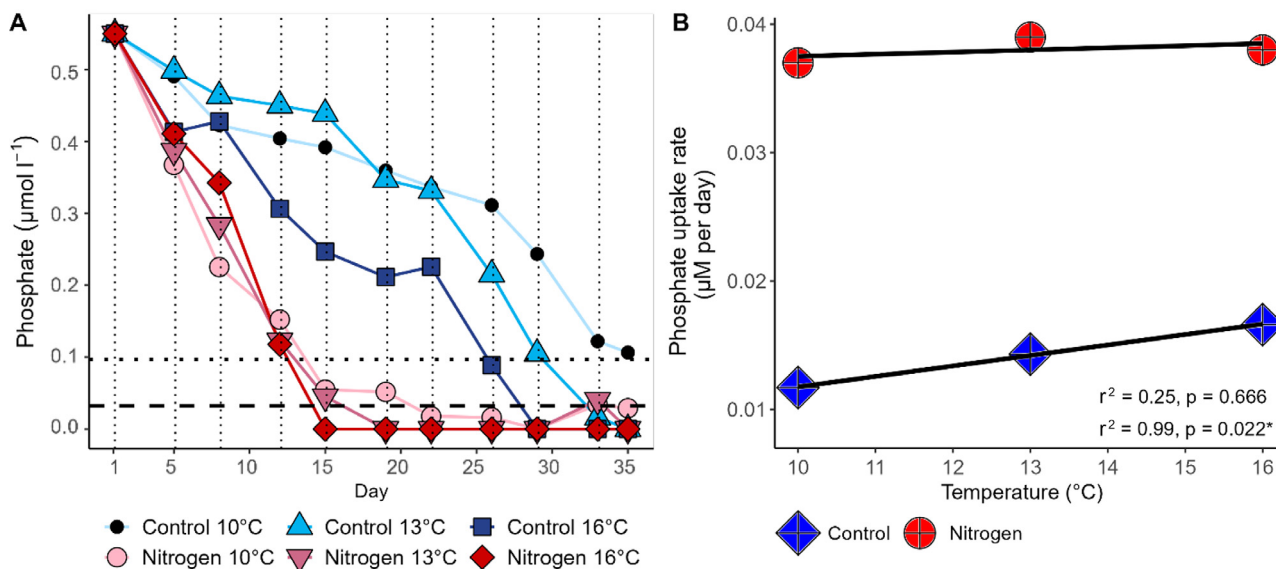 A
0.5
0.4
0.3
0.2
0.1
0.0
Phosphate (μmol l⁻¹)
1 5 10 15 20 25 30 35
Day
Control 10°C Control 13°C Control 16°C
Nitrogen 10°C Nitrogen 13°C Nitrogen 16°C
B
0.04
0.03
0.02
0.01
Phosphate uptake rate
(μM per day)
r² = 0.25, p = 0.666
r² = 0.99, p = 0.022*
10 11 12 13 14 15 16
Temperature (°C)
Control Nitrogen